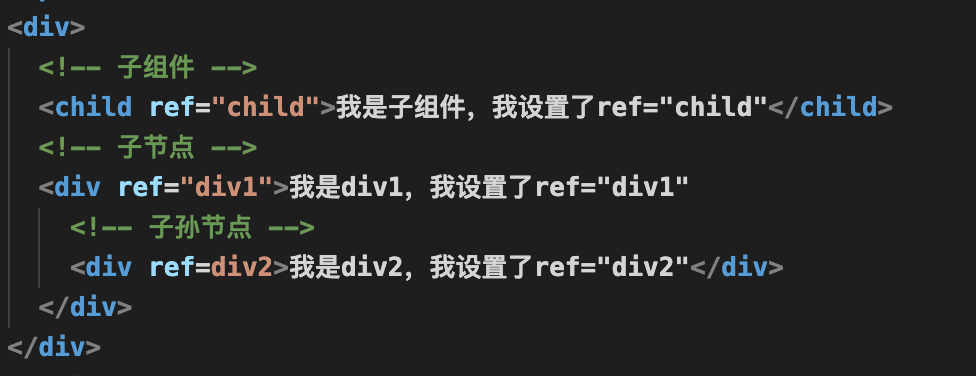 <div>
<!-- 子组件 -->
<child ref="child">我是子组件，我设置了ref="child"</child>
<!-- 子节点 -->
<div ref="div1">我是div1，我设置了ref="div1"
<!-- 子孙节点 -->
<div ref=div2>我是div2，我设置了ref="div2"</div>
</div>
</div>